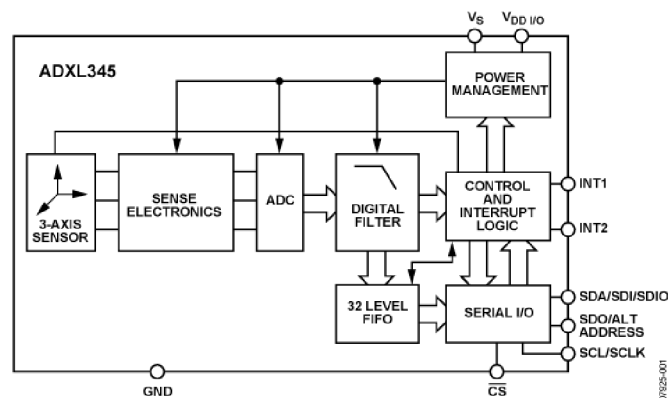 VS VDD I/O
ADXL345
POWER
MANAGEMENT
3-AXIS
SENSOR
SENSE
ELECTRONICS
ADC
DIGITAL
FILTER
CONTROL
AND
INTERRUPT
LOGIC
INT1
INT2
32 LEVEL
FIFO
SERIAL I/O
SDA/SDI/SDIO
SDO/ALT
ADDRESS
SCL/SCLK
GND
CS
07925-001